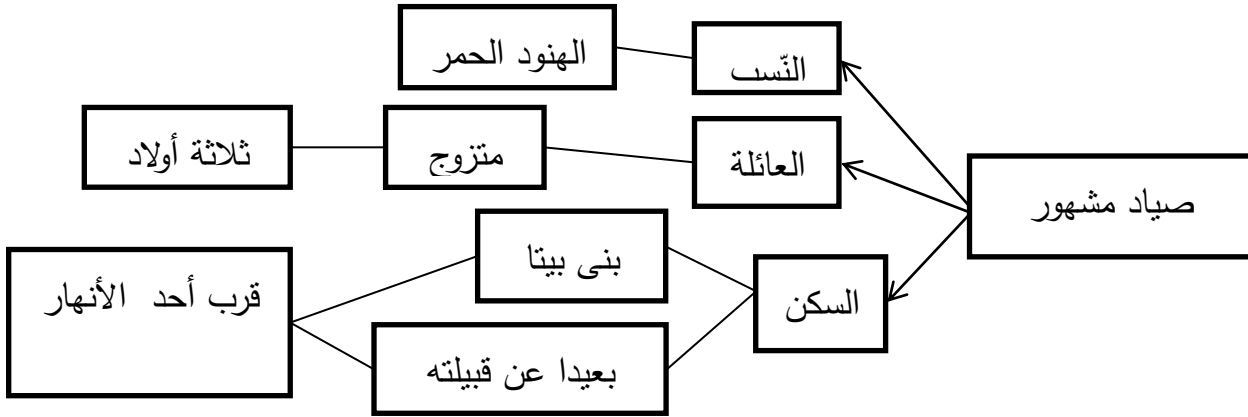 صياد مشهور
النّسب
الهنود الحمر
العائلة
متزوج
ثلاثة أولاد
السكن
بنى بيتا
بعيدا عن قبيلته
قرب أحد الأنهار